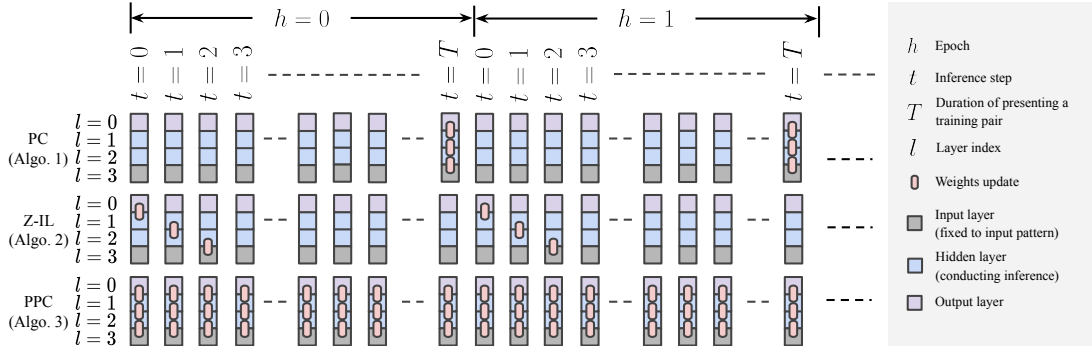 h = 0
h = 1
t = 0
t = 1
t = 2
t = 3
t = T
t = 0
t = 1
t = 2
t = 3
t = T
PC
(Algo. 1)
l = 0
l = 1
l = 2
l = 3
Z-IL
(Algo. 2)
l = 0
l = 1
l = 2
l = 3
PPC
(Algo. 3)
l = 0
l = 1
l = 2
l = 3
h Epoch
t Inference step
T Duration of presenting a
training pair
l Layer index
Weights update
Input layer
(fixed to input pattern)
Hidden layer
(conducting inference)
Output layer